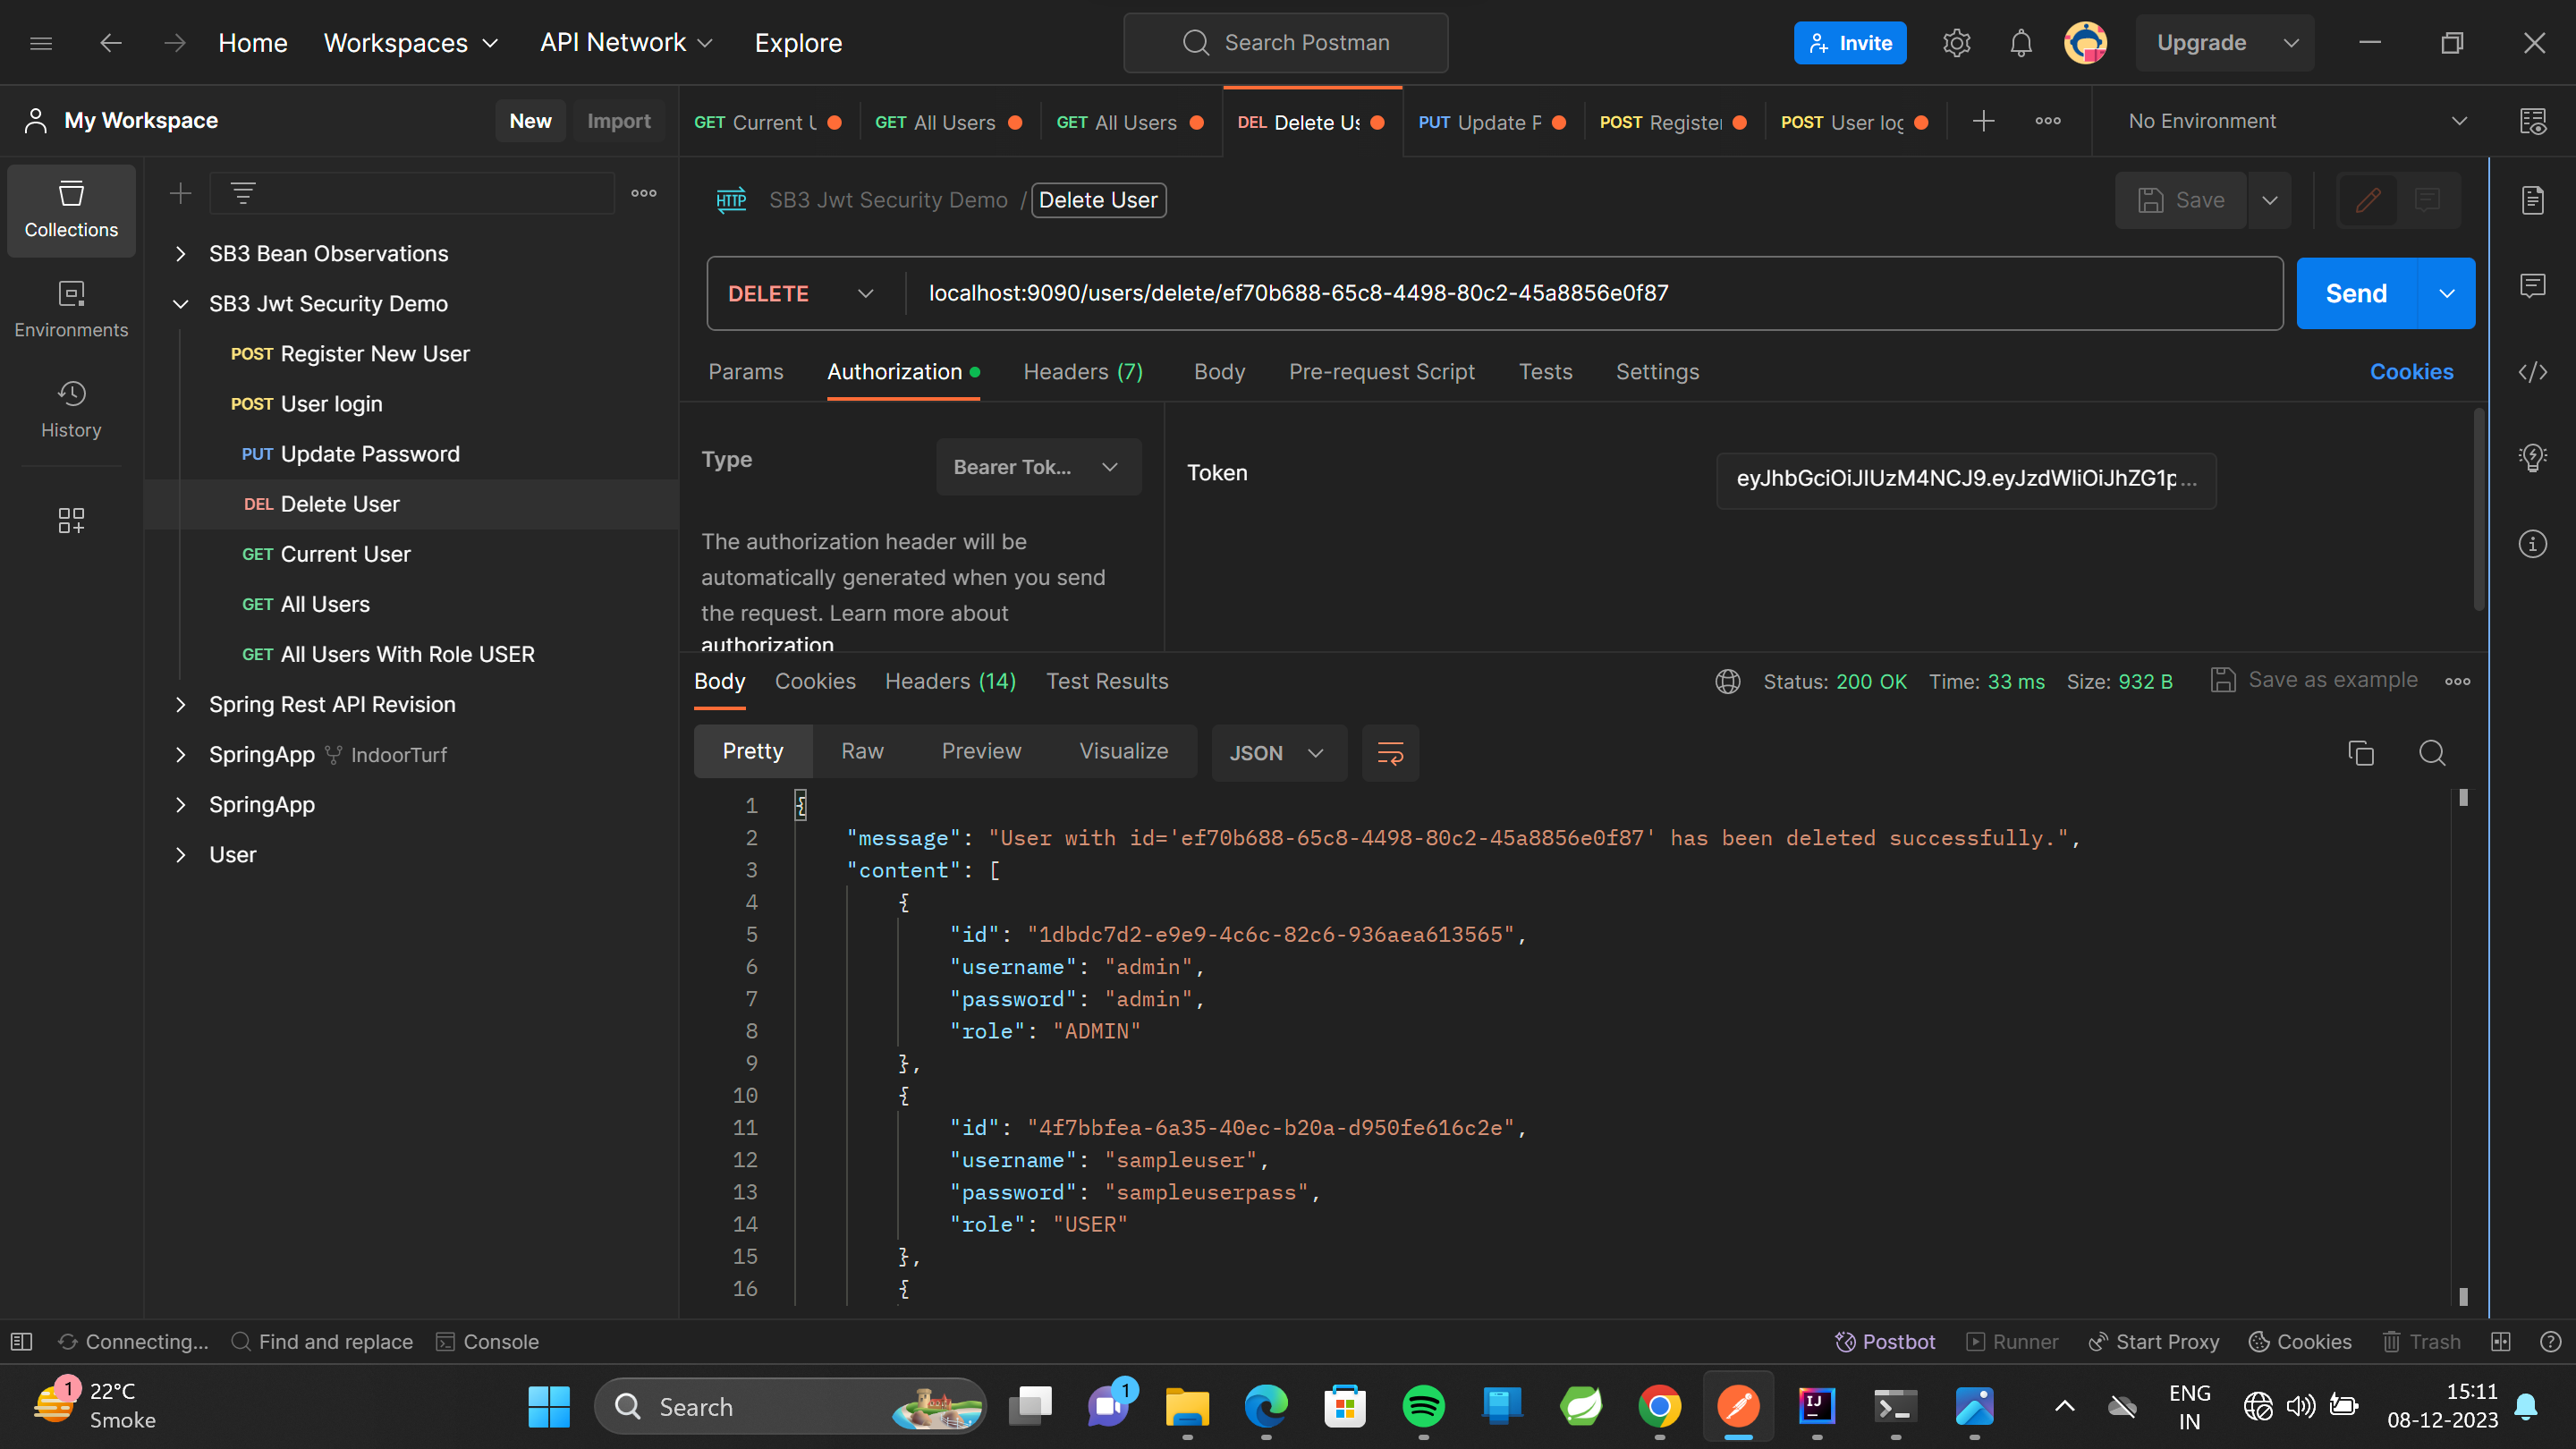 Home Workspaces API Network Explore Search Postman Invite Upgrade
My Workspace New Import
GET Current U GET All Users GET All Users DEL Delete Us PUT Update P POST Register POST User log No Environment
Collections
Environments
History
SB3 Bean Observations
SB3 Jwt Security Demo
POST Register New User
POST User login
PUT Update Password
DEL Delete User
GET Current User
GET All Users
GET All Users With Role USER
Spring Rest API Revision
SpringApp IndoorTurf
SpringApp
User
HTTP SB3 Jwt Security Demo / Delete User Save
DELETE localhost:9090/users/delete/ef70b688-65c8-4498-80c2-45a8856e0f87 Send
Params Authorization Headers (7) Body Pre-request Script Tests Settings Cookies
Type Bearer Tok...
The authorization header will be
automatically generated when you send
the request. Learn more about
authorization
Token eyJhbGciOiJIUzM4NCJ9.eyJzdWIiOiJhZG1p...
Body Cookies Headers (14) Test Results Status: 200 OK Time: 33 ms Size: 932 B Save as example
Pretty Raw Preview Visualize JSON
1 {
2 "message": "User with id='ef70b688-65c8-4498-80c2-45a8856e0f87' has been deleted successfully.",
3 "content": [
4 {
5 "id": "1dbdc7d2-e9e9-4c6c-82c6-936aea613565",
6 "username": "admin",
7 "password": "admin",
8 "role": "ADMIN"
9 },
10 {
11 "id": "4f7bbfea-6a35-40ec-b20a-d950fe616c2e",
12 "username": "sampleuser",
13 "password": "sampleuserpass",
14 "role": "USER"
15 },
16 {
Connecting... Find and replace Console Postbot Runner Start Proxy Cookies Trash
1 22°C
Smoke
Search
1
IJ
ENG
IN
15:11
08-12-2023